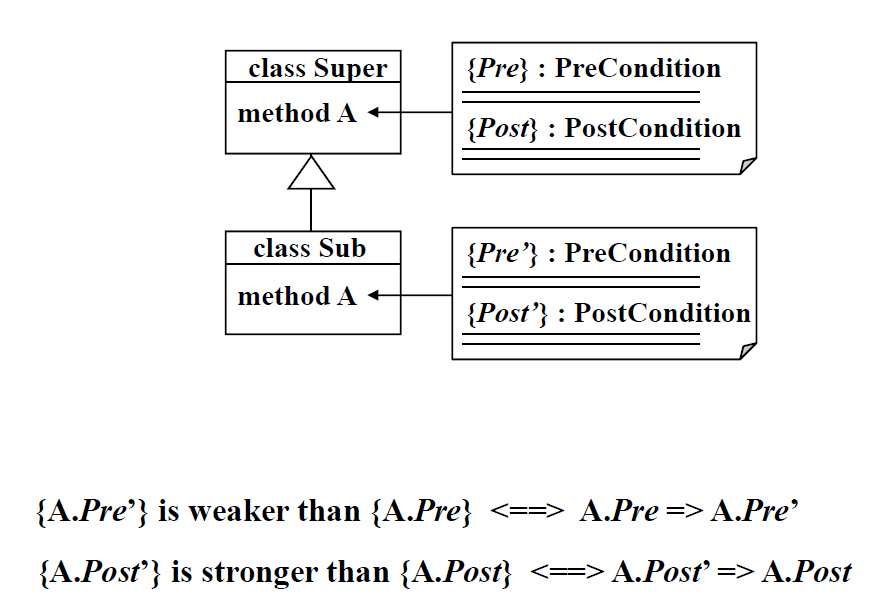 class Super
method A
{Pre} : PreCondition
{Post} : PostCondition
class Sub
method A
{Pre’} : PreCondition
{Post’} : PostCondition
{A.Pre’} is weaker than {A.Pre} <==> A.Pre => A.Pre’
{A.Post’} is stronger than {A.Post} <==> A.Post’ => A.Post